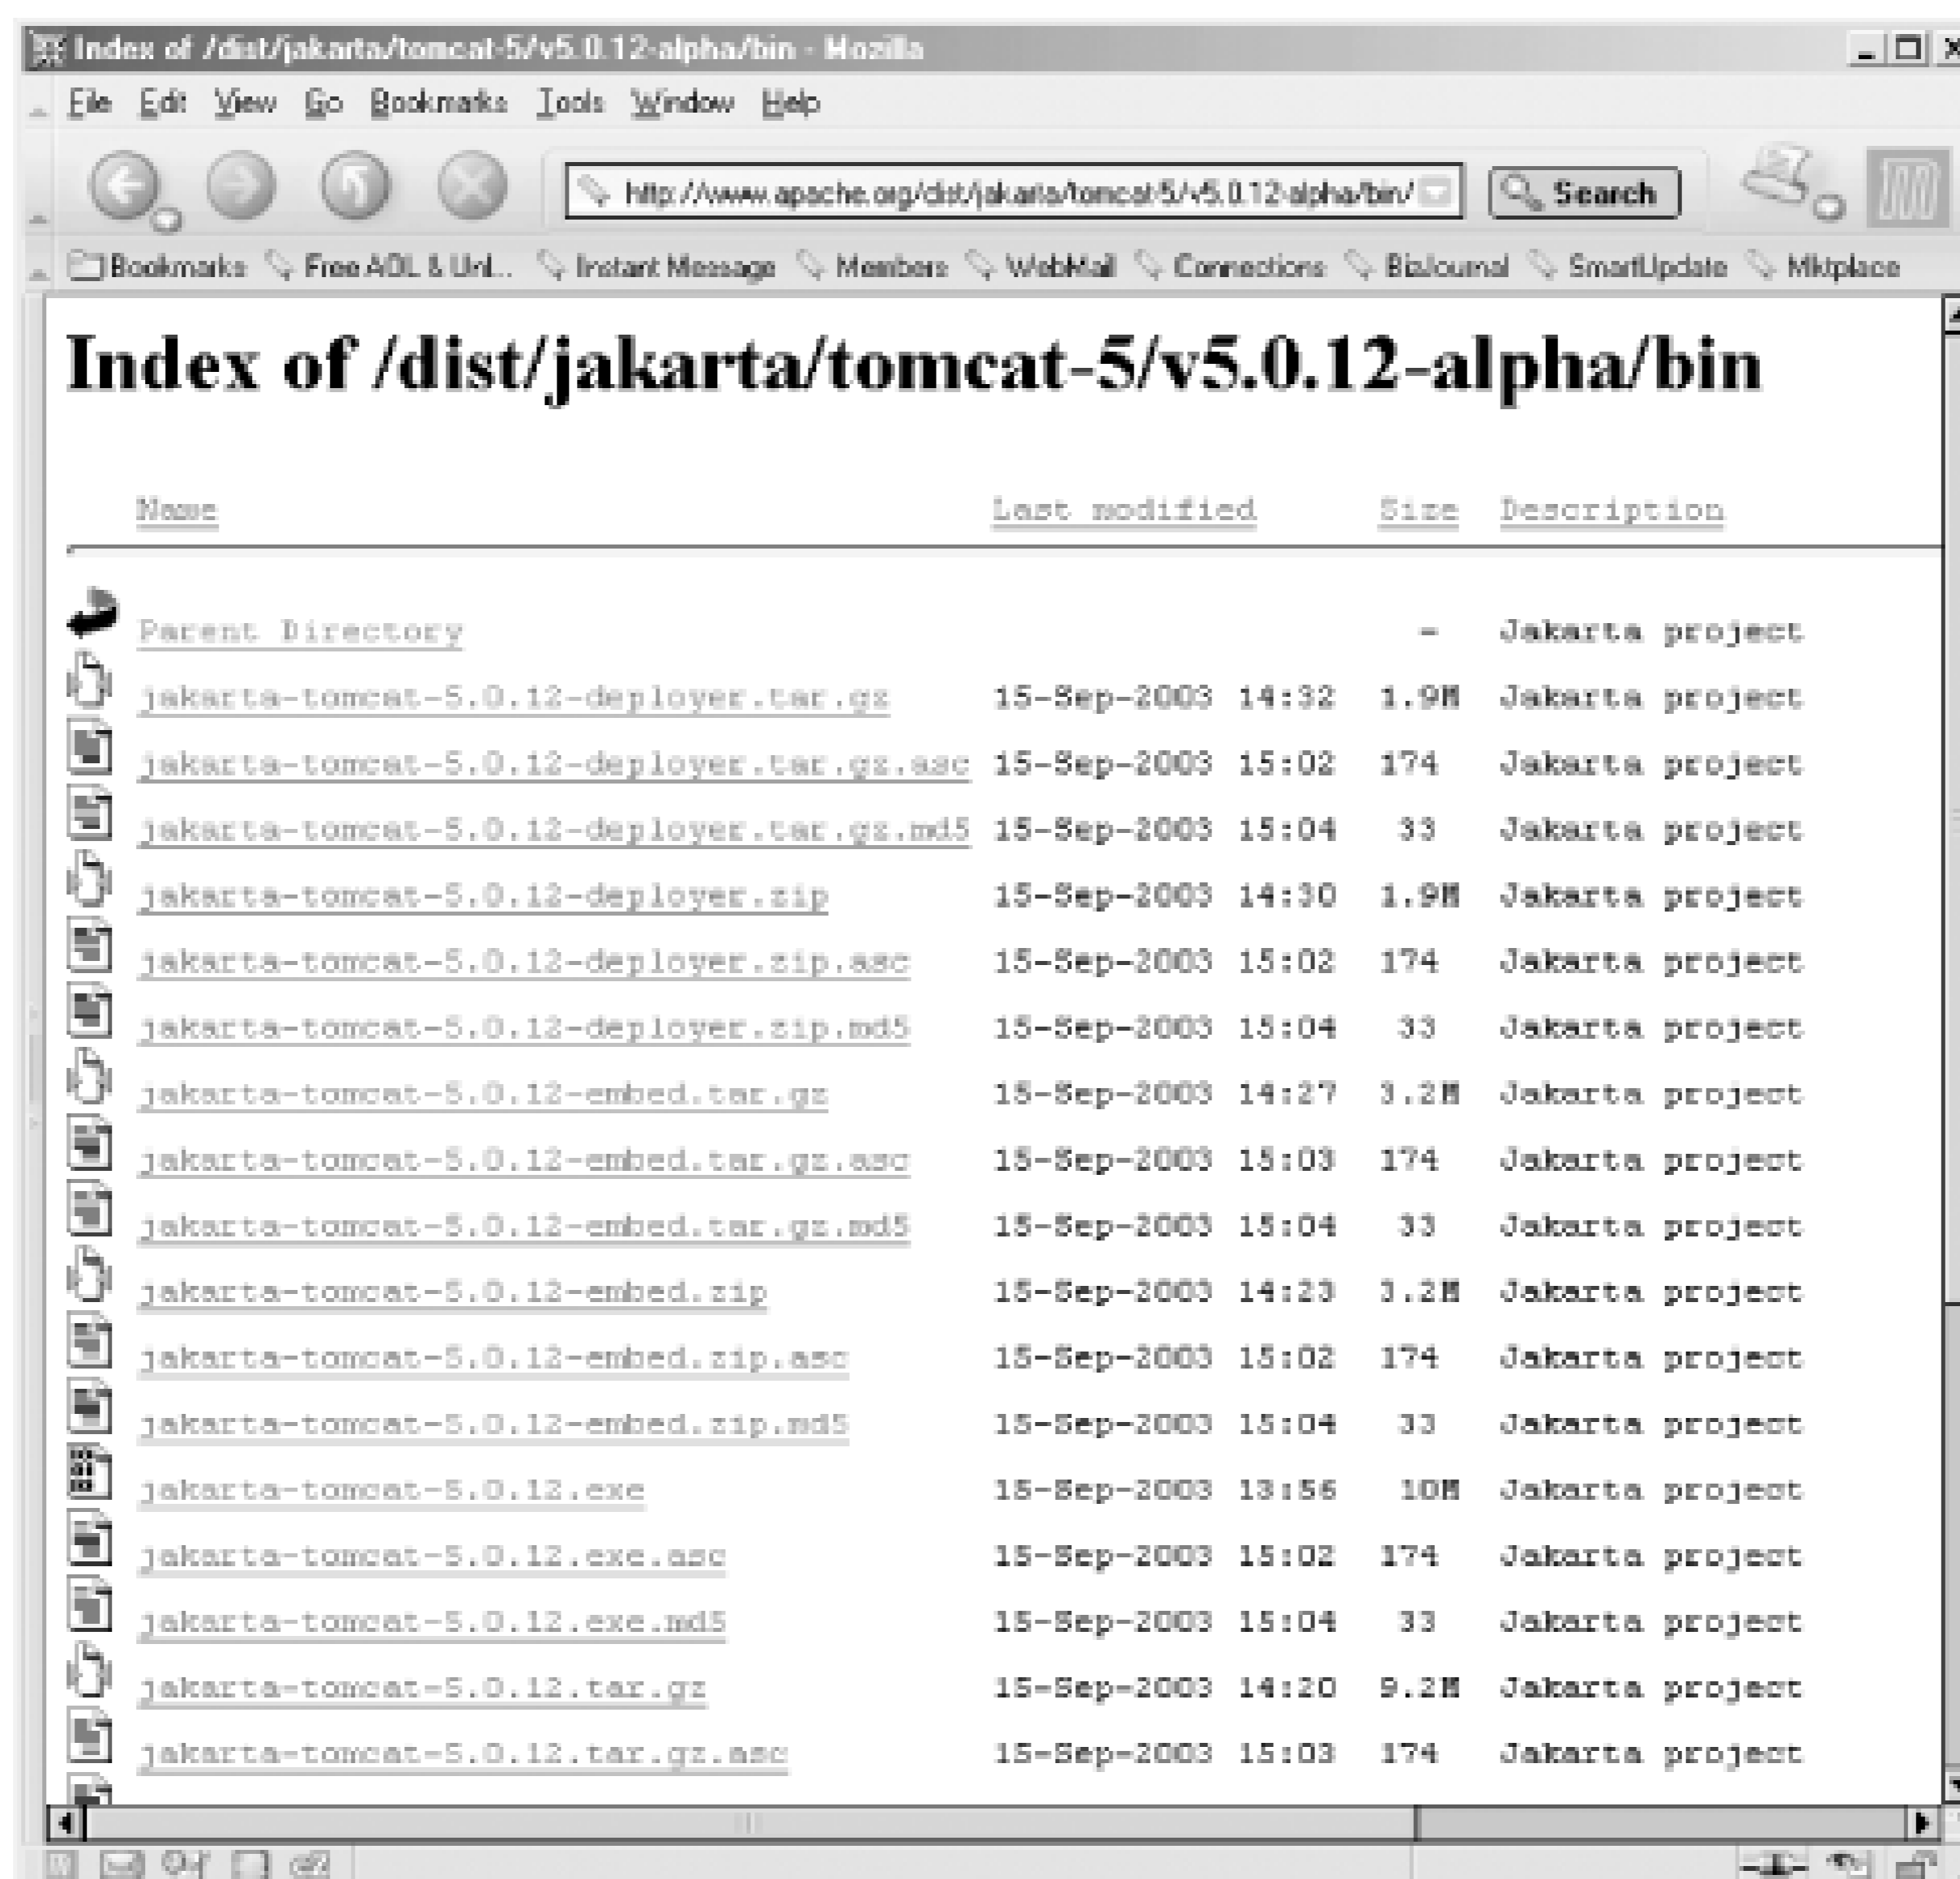 Index of /dist/jakarta/tomcat-5/v5.0.12-alpha/bin - Mozilla
File Edit View Go Bookmarks Tools Window Help
http://www.apache.org/dist/jakarta/tomcat-5/v5.0.12-alpha/bin/ Search
Bookmarks Free AOL & Unl... Instant Message Members WebMail Connections BizJournal SmartUpdate Mktplace
Index of /dist/jakarta/tomcat-5/v5.0.12-alpha/bin
Name Last modified Size Description
Parent Directory - Jakarta project
jakarta-tomcat-5.0.12-deployer.tar.gz 15-Sep-2003 14:32 1.9M Jakarta project
jakarta-tomcat-5.0.12-deployer.tar.gz.asc 15-Sep-2003 15:02 174 Jakarta project
jakarta-tomcat-5.0.12-deployer.tar.gz.md5 15-Sep-2003 15:04 33 Jakarta project
jakarta-tomcat-5.0.12-deployer.zip 15-Sep-2003 14:30 1.9M Jakarta project
jakarta-tomcat-5.0.12-deployer.zip.asc 15-Sep-2003 15:02 174 Jakarta project
jakarta-tomcat-5.0.12-deployer.zip.md5 15-Sep-2003 15:04 33 Jakarta project
jakarta-tomcat-5.0.12-embed.tar.gz 15-Sep-2003 14:27 3.2M Jakarta project
jakarta-tomcat-5.0.12-embed.tar.gz.asc 15-Sep-2003 15:03 174 Jakarta project
jakarta-tomcat-5.0.12-embed.tar.gz.md5 15-Sep-2003 15:04 33 Jakarta project
jakarta-tomcat-5.0.12-embed.zip 15-Sep-2003 14:23 3.2M Jakarta project
jakarta-tomcat-5.0.12-embed.zip.asc 15-Sep-2003 15:02 174 Jakarta project
jakarta-tomcat-5.0.12-embed.zip.md5 15-Sep-2003 15:04 33 Jakarta project
jakarta-tomcat-5.0.12.exe 15-Sep-2003 13:56 10M Jakarta project
jakarta-tomcat-5.0.12.exe.asc 15-Sep-2003 15:02 174 Jakarta project
jakarta-tomcat-5.0.12.exe.md5 15-Sep-2003 15:04 33 Jakarta project
jakarta-tomcat-5.0.12.tar.gz 15-Sep-2003 14:20 9.2M Jakarta project
jakarta-tomcat-5.0.12.tar.gz.asc 15-Sep-2003 15:03 174 Jakarta project